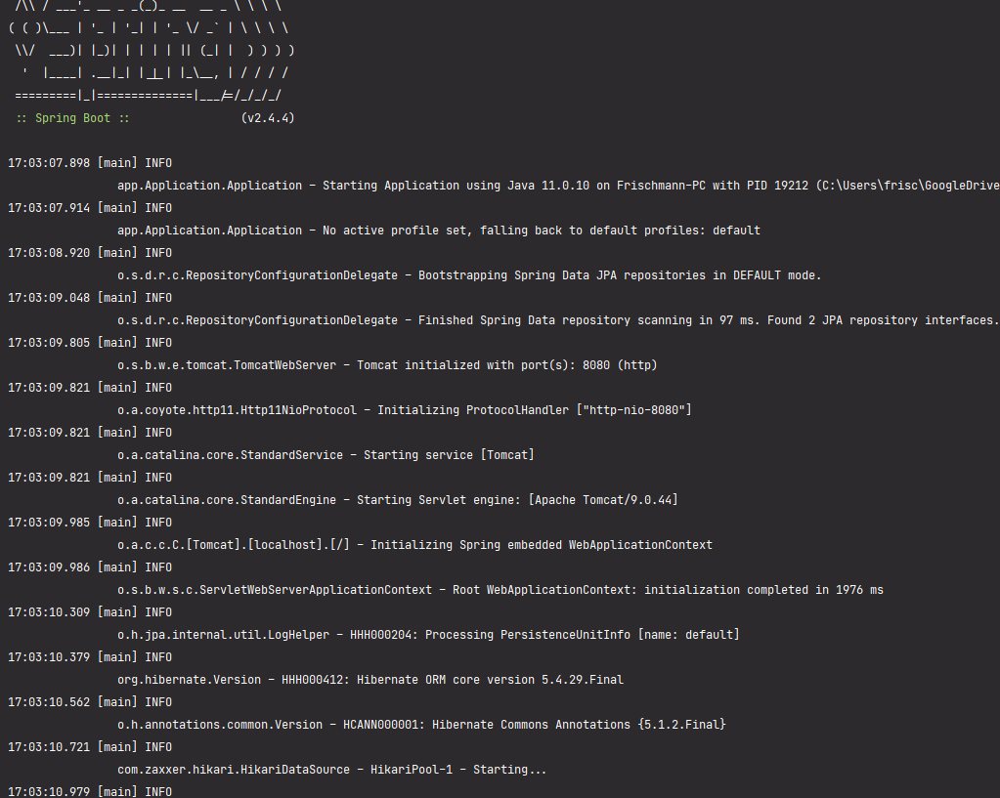 /\\ / ___'_ __ _ _(_)_ __  __ _ \ \ \ \
( ( )\___ | '_ | '_| | '_ \/ _` | \ \ \ \
 \\/  ___)| |_)| | | | | || (_| |  ) ) ) )
  '  |____| .__|_| |_|_| |_\__, | / / / /
 =========|_|==============|___/=/_/_/_/
 :: Spring Boot ::                (v2.4.4)
17:03:07.898 [main] INFO
app.Application.Application - Starting Application using Java 11.0.10 on Frischmann-PC with PID 19212 (C:\Users\frisc\GoogleDrive
17:03:07.914 [main] INFO
app.Application.Application - No active profile set, falling back to default profiles: default
17:03:08.920 [main] INFO
o.s.d.r.c.RepositoryConfigurationDelegate - Bootstrapping Spring Data JPA repositories in DEFAULT mode.
17:03:09.048 [main] INFO
o.s.d.r.c.RepositoryConfigurationDelegate - Finished Spring Data repository scanning in 97 ms. Found 2 JPA repository interfaces.
17:03:09.805 [main] INFO
o.s.b.w.e.tomcat.TomcatWebServer - Tomcat initialized with port(s): 8080 (http)
17:03:09.821 [main] INFO
o.a.coyote.http11.Http11NioProtocol - Initializing ProtocolHandler ["http-nio-8080"]
17:03:09.821 [main] INFO
o.a.catalina.core.StandardService - Starting service [Tomcat]
17:03:09.821 [main] INFO
o.a.catalina.core.StandardEngine - Starting Servlet engine: [Apache Tomcat/9.0.44]
17:03:09.985 [main] INFO
o.a.c.c.C.[Tomcat].[localhost].[/] - Initializing Spring embedded WebApplicationContext
17:03:09.986 [main] INFO
o.s.b.w.s.c.ServletWebServerApplicationContext - Root WebApplicationContext: initialization completed in 1976 ms
17:03:10.309 [main] INFO
o.h.jpa.internal.util.LogHelper - HHH000204: Processing PersistenceUnitInfo [name: default]
17:03:10.379 [main] INFO
org.hibernate.Version - HHH000412: Hibernate ORM core version 5.4.29.Final
17:03:10.562 [main] INFO
o.h.annotations.common.Version - HCANN000001: Hibernate Commons Annotations {5.1.2.Final}
17:03:10.721 [main] INFO
com.zaxxer.hikari.HikariDataSource - HikariPool-1 - Starting...
17:03:10.979 [main] INFO